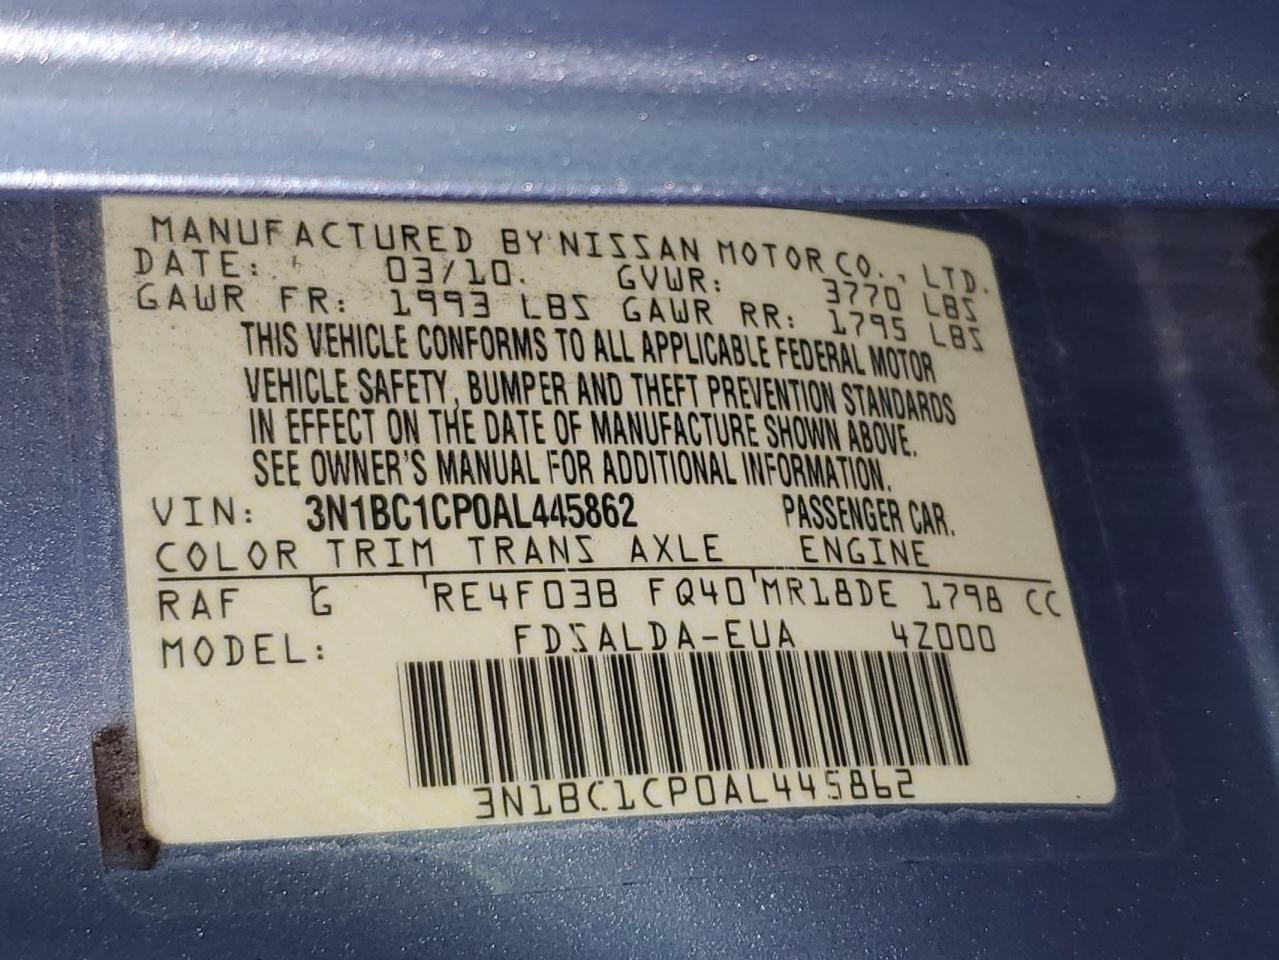 MANUFACTURED BY NISSAN MOTOR CO., LTD.
DATE: 03/10. GVWR: 3770 LBS
GAWR FR: 1993 LBS GAWR RR: 1795 LBS
THIS VEHICLE CONFORMS TO ALL APPLICABLE FEDERAL MOTOR
VEHICLE SAFETY, BUMPER AND THEFT PREVENTION STANDARDS
IN EFFECT ON THE DATE OF MANUFACTURE SHOWN ABOVE.
SEE OWNER'S MANUAL FOR ADDITIONAL INFORMATION.
VIN: 3N1BC1CP0AL445862 PASSENGER CAR.
COLOR TRIM TRANS AXLE ENGINE
RAF G RE4F03B FQ40 MR18DE 1798 CC
MODEL: FDSALDA-EUA 4Z000
3N1BC1CP0AL445862